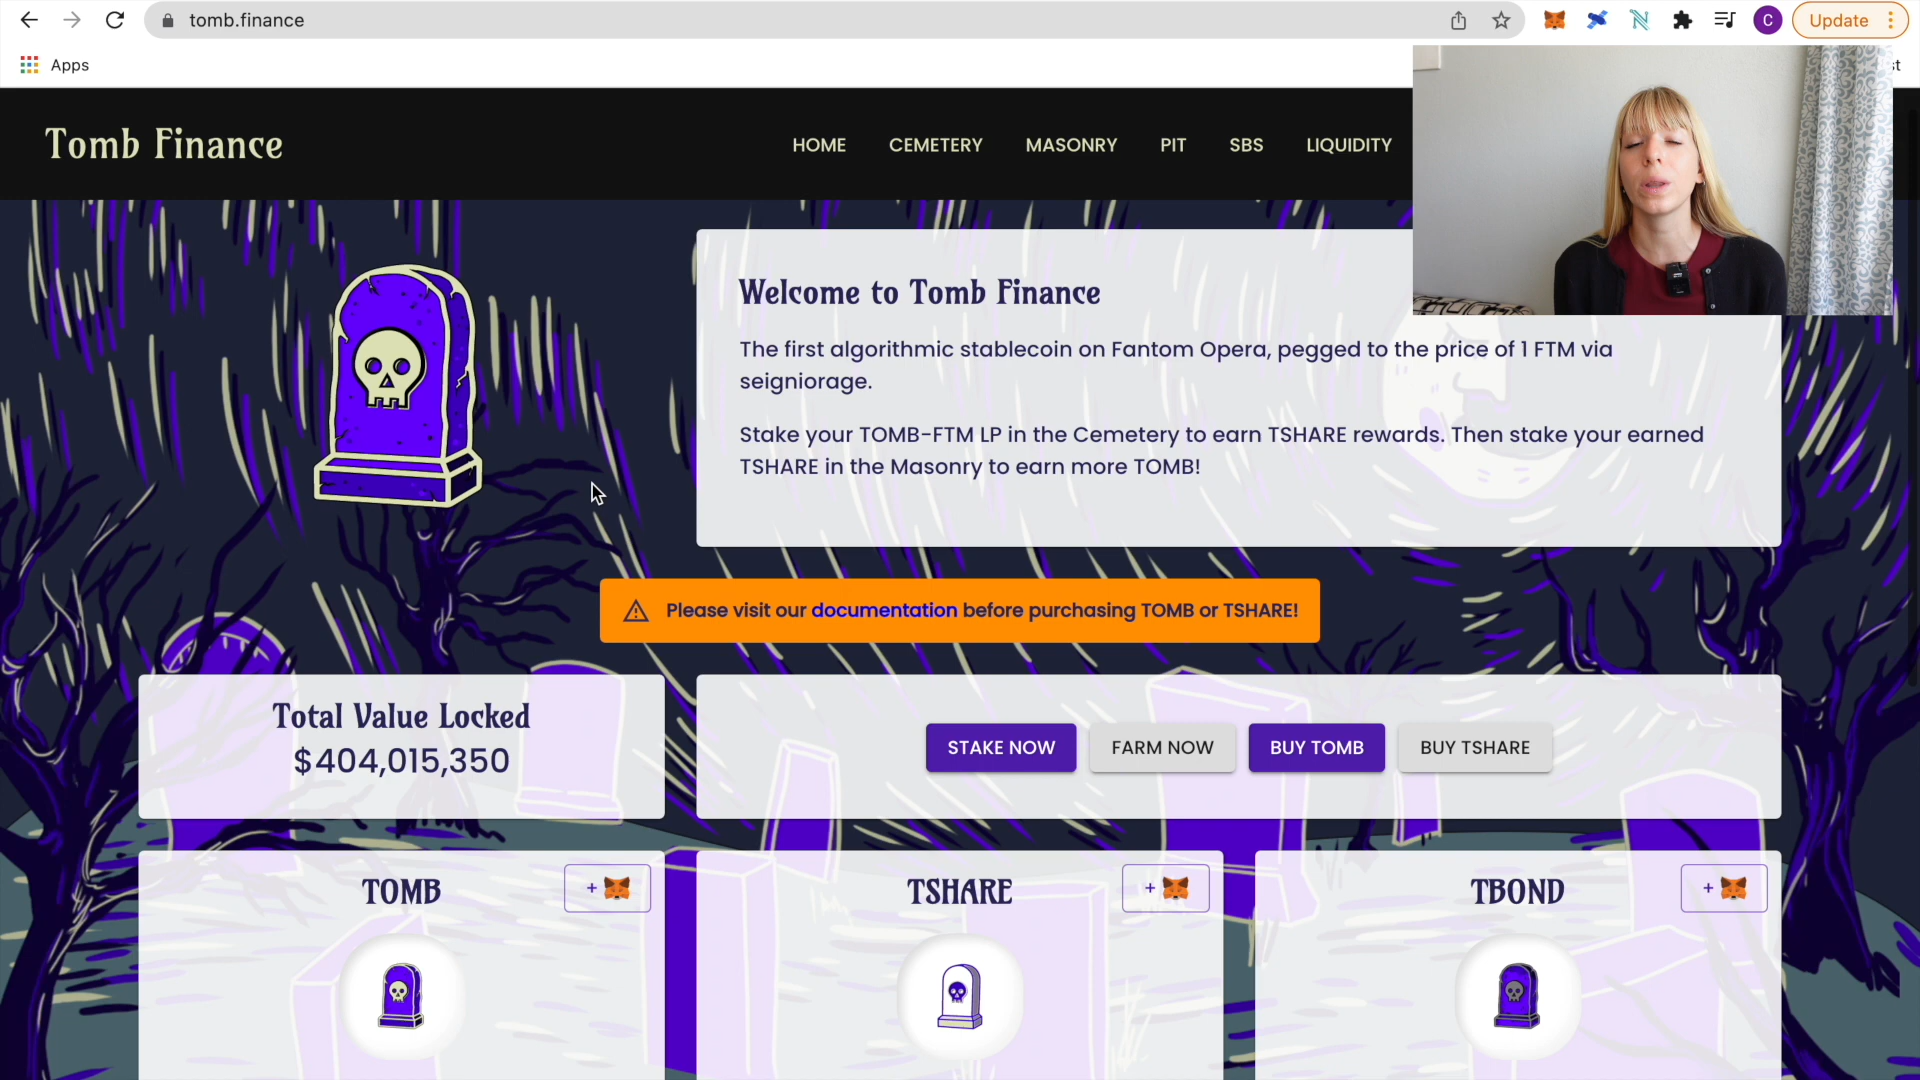 tomb.finance
C
Update
Apps
st
Tomb Finance
HOME
CEMETERY
MASONRY
PIT
SBS
LIQUIDITY
Welcome to Tomb Finance
The first algorithmic stablecoin on Fantom Opera, pegged to the price of 1 FTM via
seigniorage.
Stake your TOMB-FTM LP in the Cemetery to earn TSHARE rewards. Then stake your earned
TSHARE in the Masonry to earn more TOMB!
Please visit our documentation before purchasing TOMB or TSHARE!
Total Value Locked
$404,015,350
STAKE NOW
FARM NOW
BUY TOMB
BUY TSHARE
TOMB
+
TSHARE
+
TBOND
+